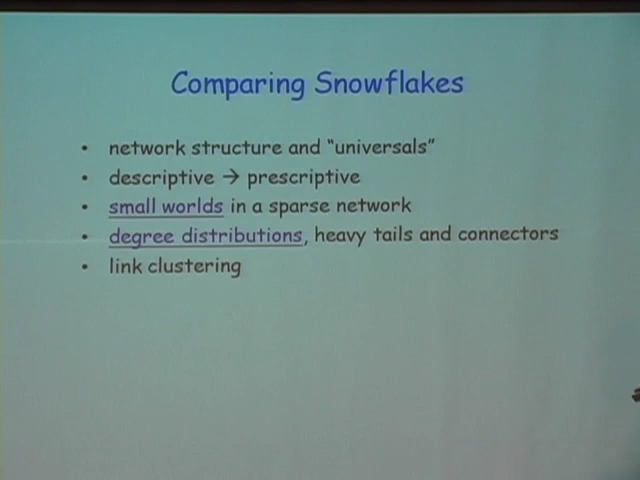 Comparing Snowflakes
• network structure and “universals”
• descriptive → prescriptive
• small worlds in a sparse network
• degree distributions, heavy tails and connectors
• link clustering